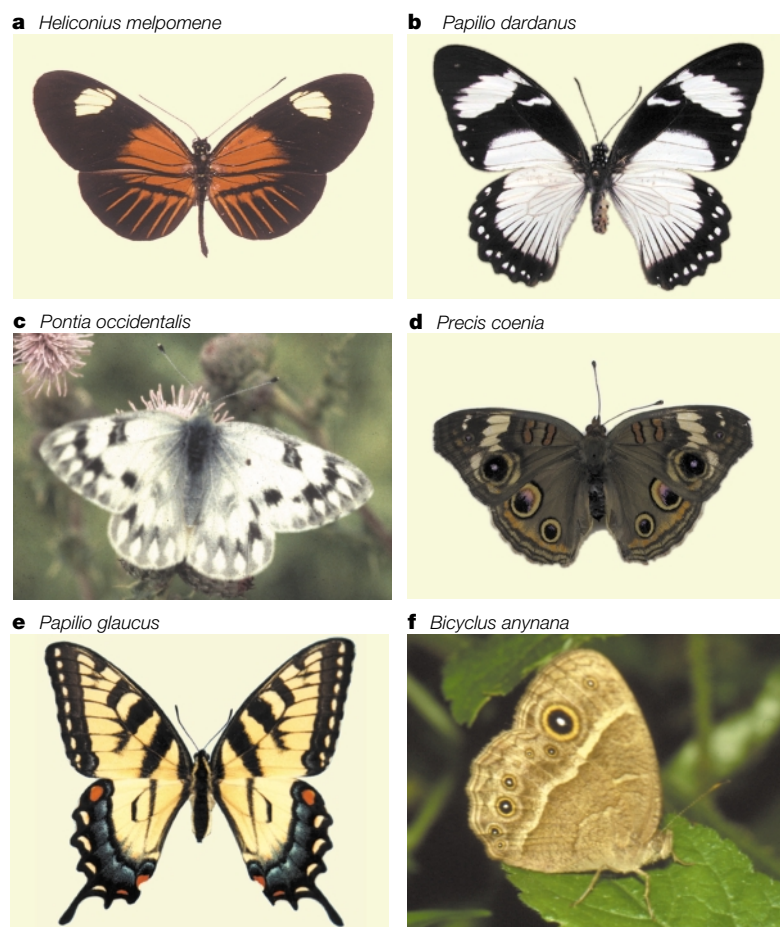 a Heliconius melpomene
b Papilio dardanus
c Pontia occidentalis
d Precis coenia
e Papilio glaucus
f Bicyclus anynana